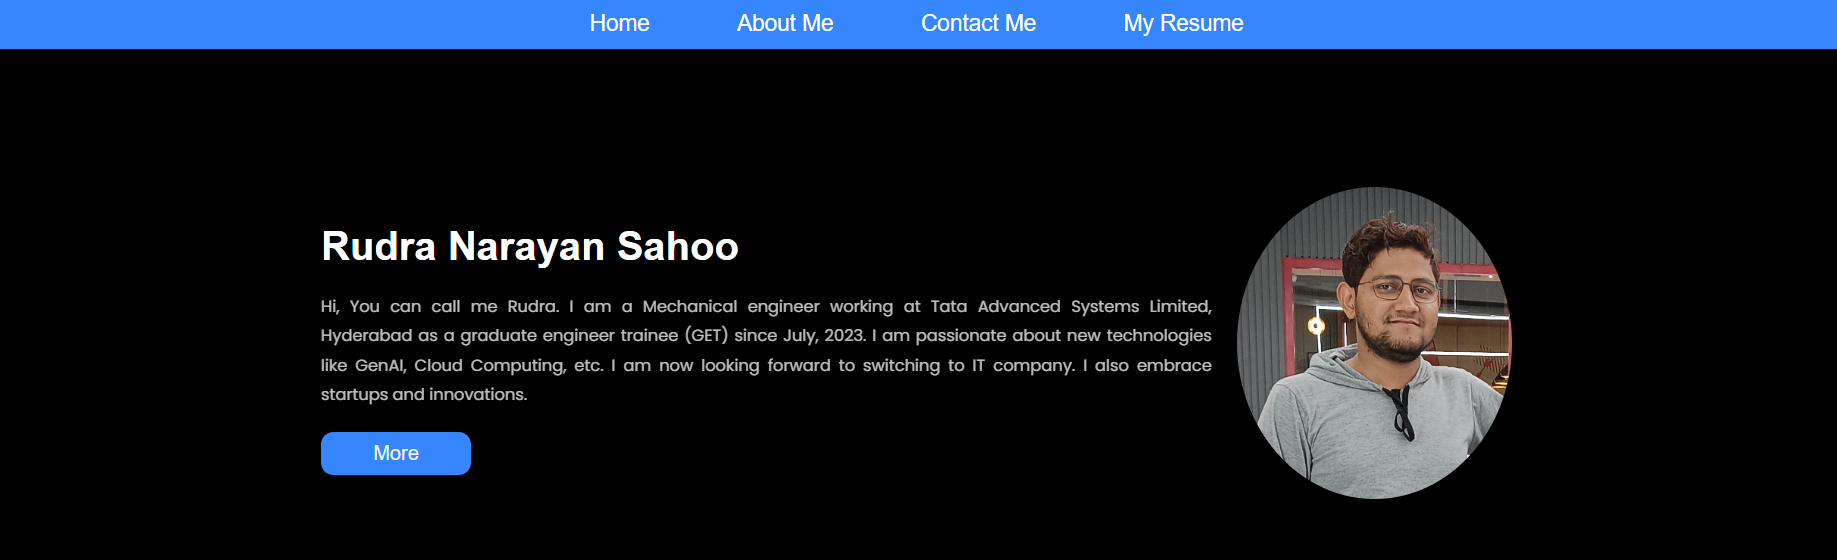 Home About Me Contact Me My Resume
Rudra Narayan Sahoo
Hi, You can call me Rudra. I am a Mechanical engineer working at Tata Advanced Systems Limited,
Hyderabad as a graduate engineer trainee (GET) since July, 2023. I am passionate about new technologies
like GenAI, Cloud Computing, etc. I am now looking forward to switching to IT company. I also embrace
startups and innovations.
More